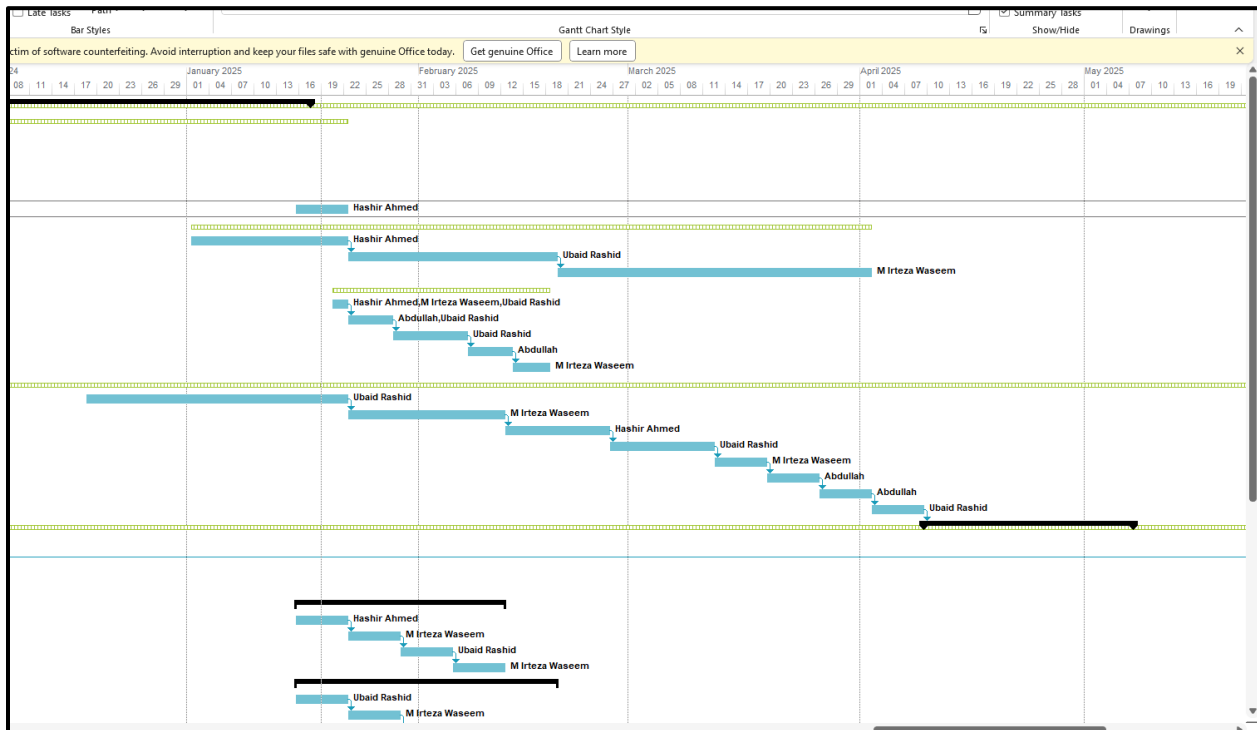 Late Tasks Path Summary Tasks
Bar Styles Gantt Chart Style Show/Hide Drawings
ctim of software counterfeiting. Avoid interruption and keep your files safe with genuine Office today. Get genuine Office Learn more
24 January 2025 February 2025 March 2025 April 2025 May 2025
08 11 14 17 20 23 26 29 01 04 07 10 13 16 19 22 25 28 31 03 06 09 12 15 18 21 24 27 02 05 08 11 14 17 20 23 26 29 01 04 07 10 13 16 19 22 25 28 01 04 07 10 13 16 19
Hashir Ahmed
Hashir Ahmed
Ubaid Rashid
M Irteza Waseem
Hashir Ahmed,M Irteza Waseem,Ubaid Rashid
Abdullah,Ubaid Rashid
Ubaid Rashid
Abdullah
M Irteza Waseem
Ubaid Rashid
M Irteza Waseem
Hashir Ahmed
Ubaid Rashid
M Irteza Waseem
Abdullah
Abdullah
Ubaid Rashid
Hashir Ahmed
M Irteza Waseem
Ubaid Rashid
M Irteza Waseem
Ubaid Rashid
M Irteza Waseem